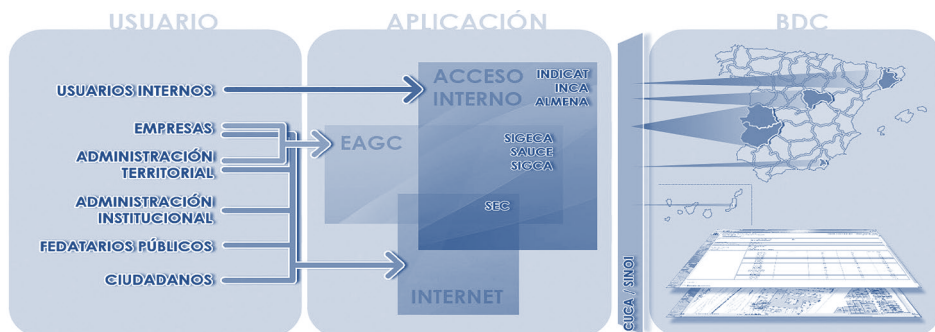 USUARIO
APLICACIÓN
BDC
USUARIOS INTERNOS
EMPRESAS
ADMINISTRACIÓN
TERRITORIAL
ADMINISTRACIÓN
INSTITUCIONAL
FEDATARIOS PÚBLICOS
CIUDADANOS
ACCESO
INTERNO
INDICAT
INCA
ALMENA
EAGC
SIGECA
SAUCE
SIGCA
SEC
INTERNET
CUCA / SINOI